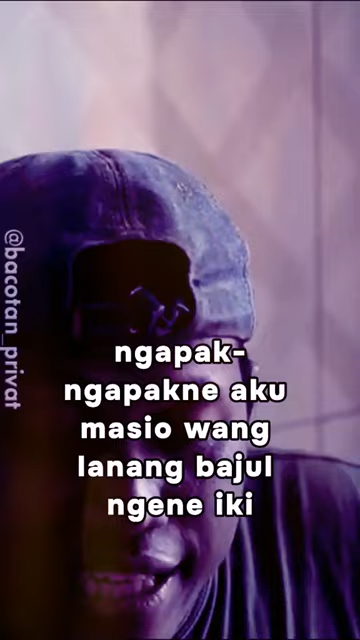 ngapak-
ngapakne aku
masio wang
lanang bajul
ngene iki
@bacotan_privat